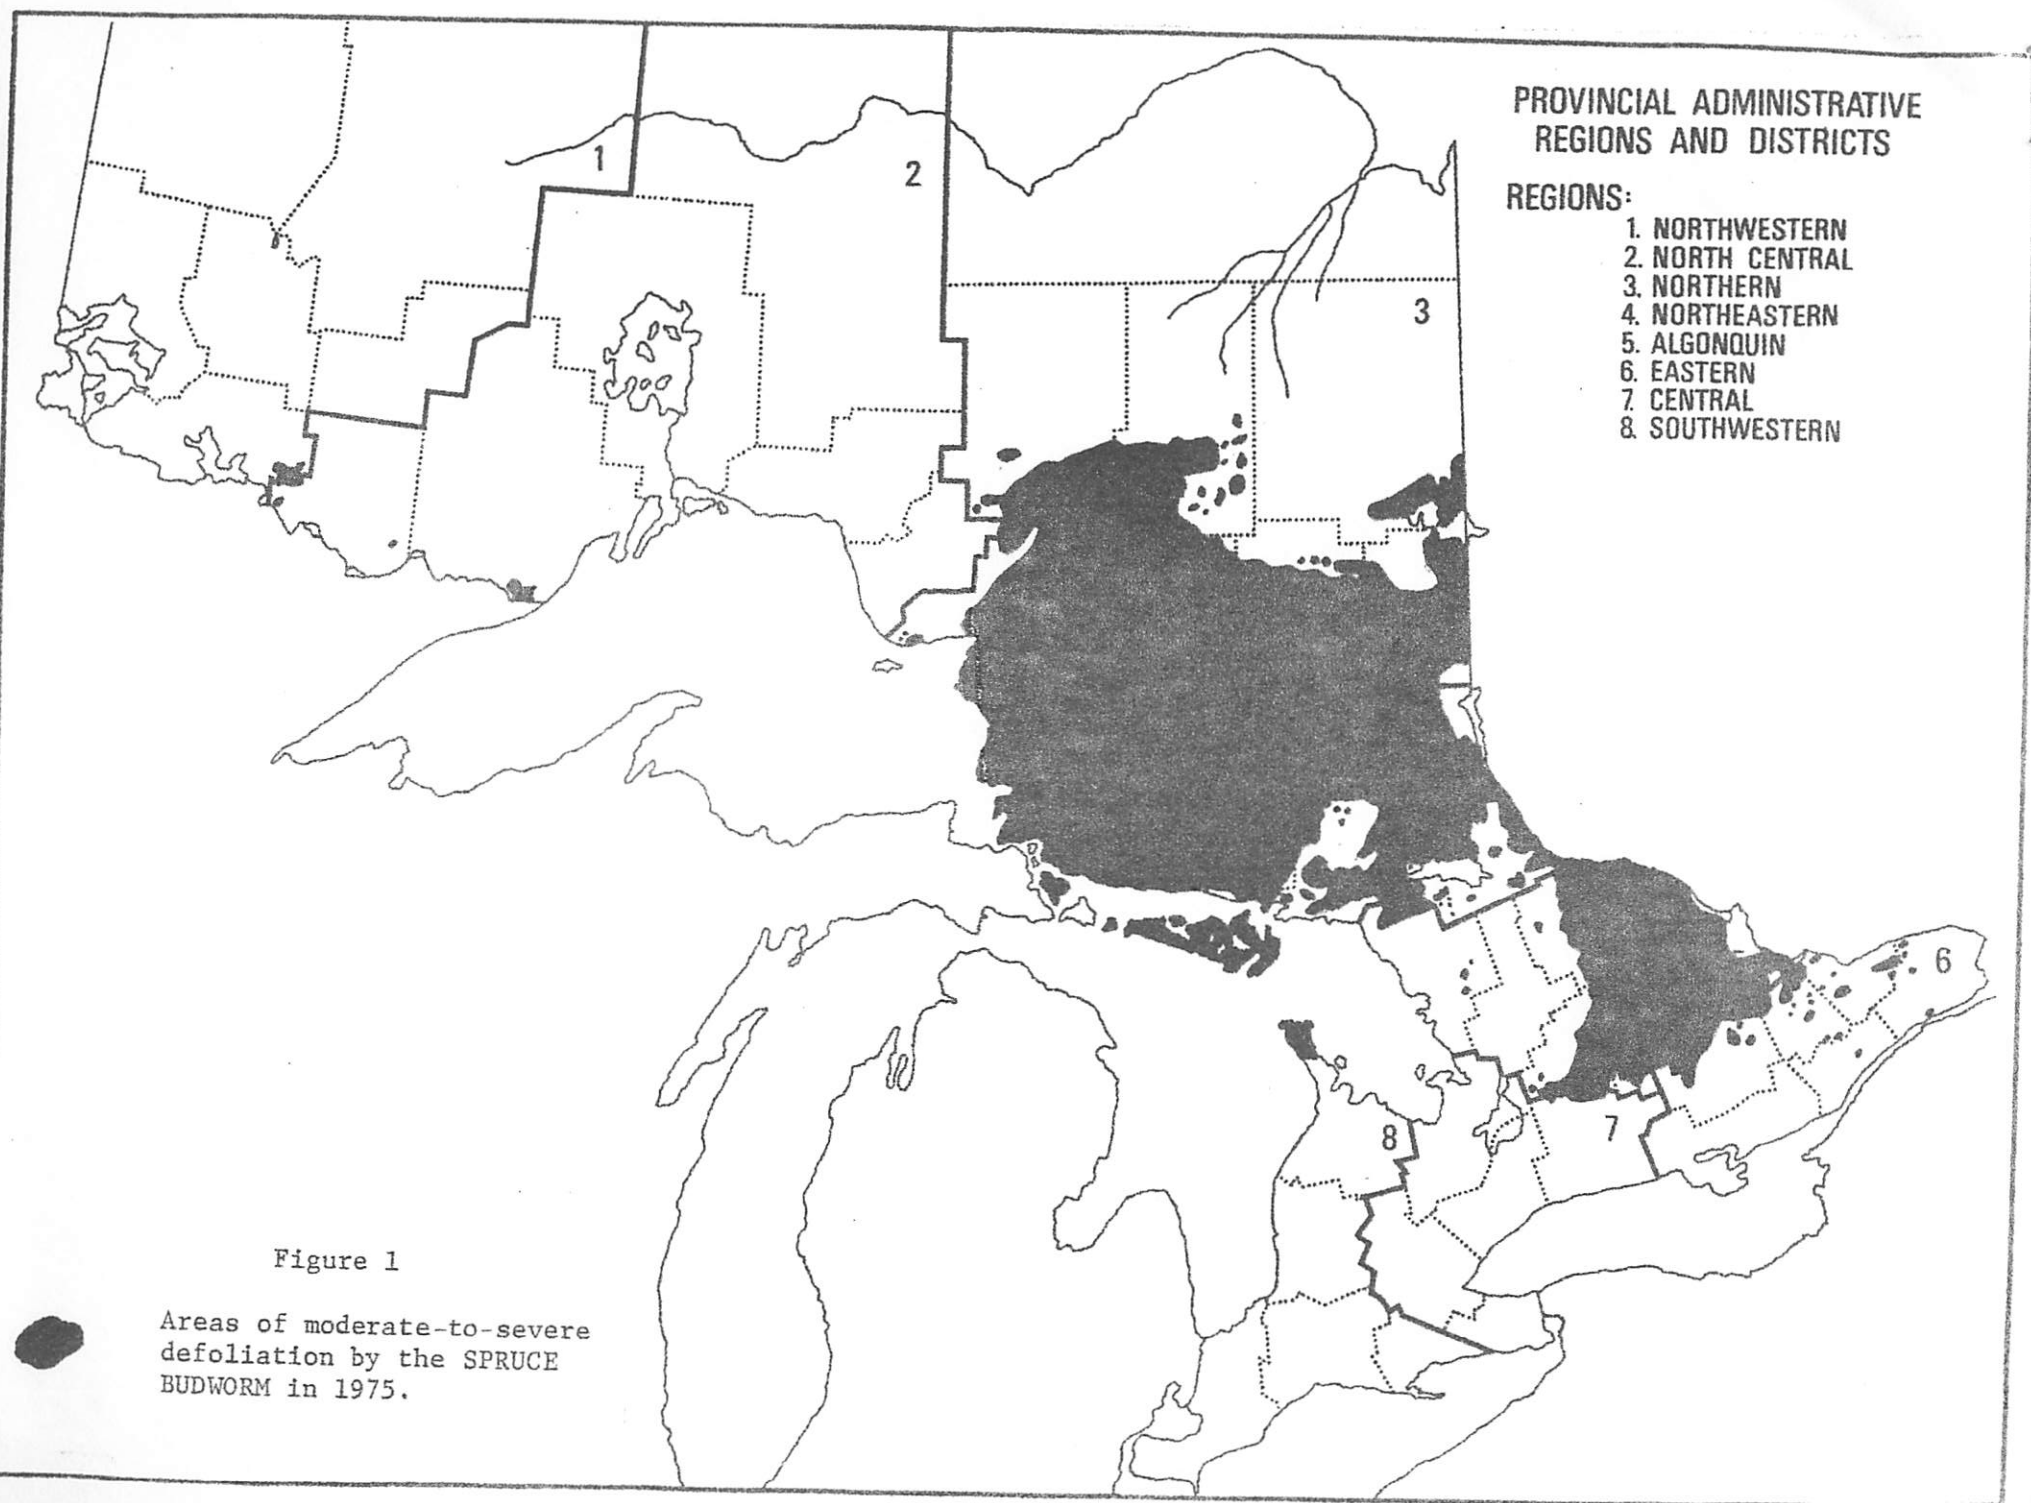 PROVINCIAL ADMINISTRATIVE
REGIONS AND DISTRICTS
REGIONS:
1. NORTHWESTERN
2. NORTH CENTRAL
3. NORTHERN
4. NORTHEASTERN
5. ALGONQUIN
6. EASTERN
7. CENTRAL
8. SOUTHWESTERN
1
2
3
6
7
8
Figure 1
Areas of moderate-to-severe
defoliation by the SPRUCE
BUDWORM in 1975.